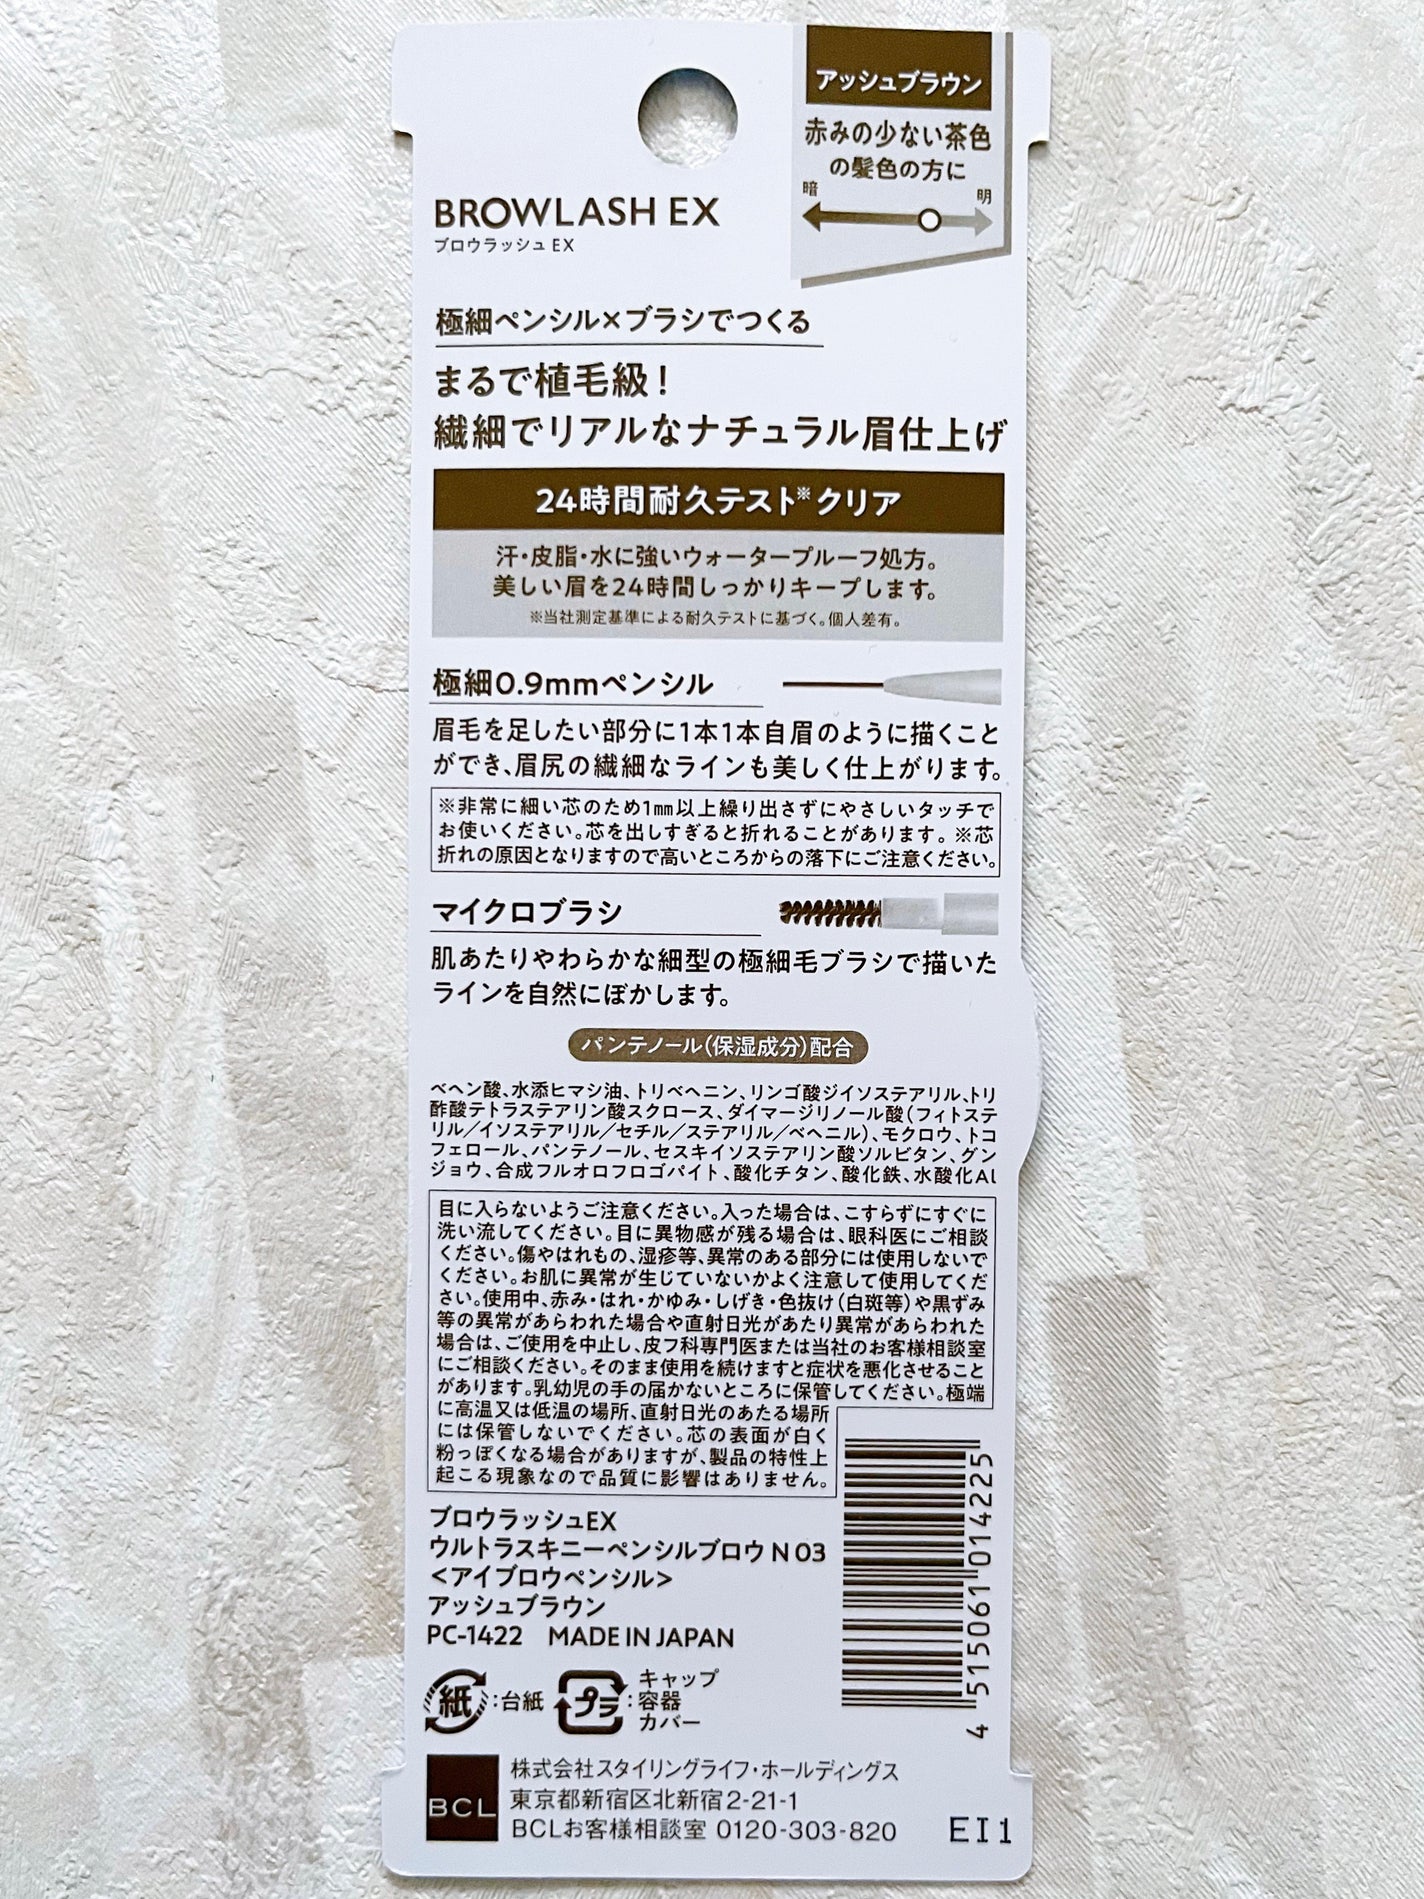 アッシュブラウン
赤みの少ない茶色
の髪色の方に
暗 明
BROWLASH EX
ブロウラッシュ EX
極細ペンシル×ブラシでつくる
まるで植毛級!
繊細でリアルなナチュラル眉仕上げ
24時間耐久テスト※クリア
汗・皮脂・水に強いウォータープルーフ処方。
美しい眉を24時間しっかりキープします。
※当社測定基準による耐久テストに基づく。個人差有。
極細0.9mmペンシル
眉毛を足したい部分に1本1本自眉のように描くこと
ができ、眉尻の繊細なラインも美しく仕上がります。
※非常に細い芯のため1㎜以上繰り出さずにやさしいタッチで
お使いください。芯を出しすぎると折れることがあります。※芯
折れの原因となりますので高いところからの落下にご注意ください。
マイクロブラシ
肌あたりやわらかな細型の極細毛ブラシで描いた
ラインを自然にぼかします。
パンテノール(保湿成分)配合
ベヘン酸、水添ヒマシ油、トリベヘニン、リンゴ酸ジイソステアリル、トリ
酢酸テトラステアリン酸スクロース、ダイマージリノール酸(フィトステ
リル/イソステアリル/セチル/ステアリル/ベヘニル)、モクロウ、トコ
フェロール、パンテノール、セスキイソステアリン酸ソルビタン、グン
ジョウ、合成フルオロフロゴパイト、酸化チタン、酸化鉄、水酸化Al
目に入らないようご注意ください。入った場合は、こすらずにすぐに
洗い流してください。目に異物感が残る場合は、眼科医にご相談
ください。傷やはれもの、湿疹等、異常のある部分には使用しないで
ください。お肌に異常が生じていないかよく注意して使用してくだ
さい。使用中、赤み・はれ・かゆみ・しげき・色抜け(白斑等)や黒ずみ
等の異常があらわれた場合や直射日光があたり異常があらわれた
場合は、ご使用を中止し、皮フ科専門医または当社のお客様相談室
にご相談ください。そのまま使用を続けますと症状を悪化させること
があります。乳幼児の手の届かないところに保管してください。極端
に高温又は低温の場所、直射日光のあたる場所
には保管しないでください。芯の表面が白く
粉っぽくなる場合がありますが、製品の特性上
起こる現象なので品質に影響はありません。
4 515061 014225
ブロウラッシュEX
ウルトラスキニーペンシルブロウ N 03
<アイブロウペンシル>
アッシュブラウン
PC-1422 MADE IN JAPAN
紙:台紙 プラ:キャップ
容器
カバー
BCL
株式会社スタイリングライフ・ホールディングス
東京都新宿区北新宿2-21-1
BCLお客様相談室 0120-303-820
EI1